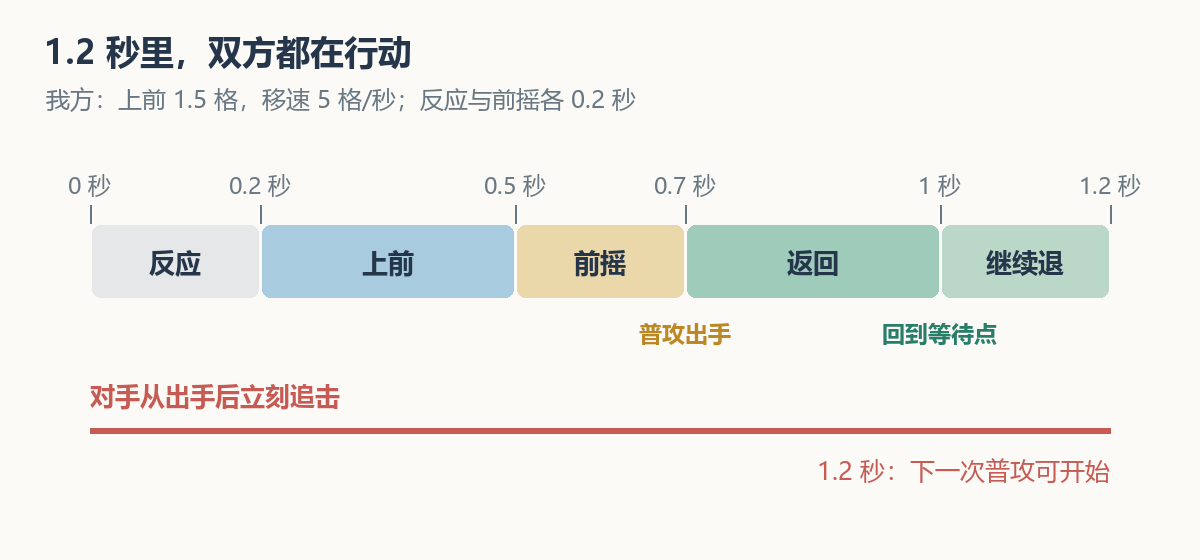 1.2 秒里，双方都在行动
我方：上前 1.5 格，移速 5 格/秒；反应与前摇各 0.2 秒
0 秒 0.2 秒 0.5 秒 0.7 秒 1 秒 1.2 秒
反应 上前 前摇 返回 继续退
普攻出手 回到等待点
对手从出手后立刻追击
1.2 秒：下一次普攻可开始